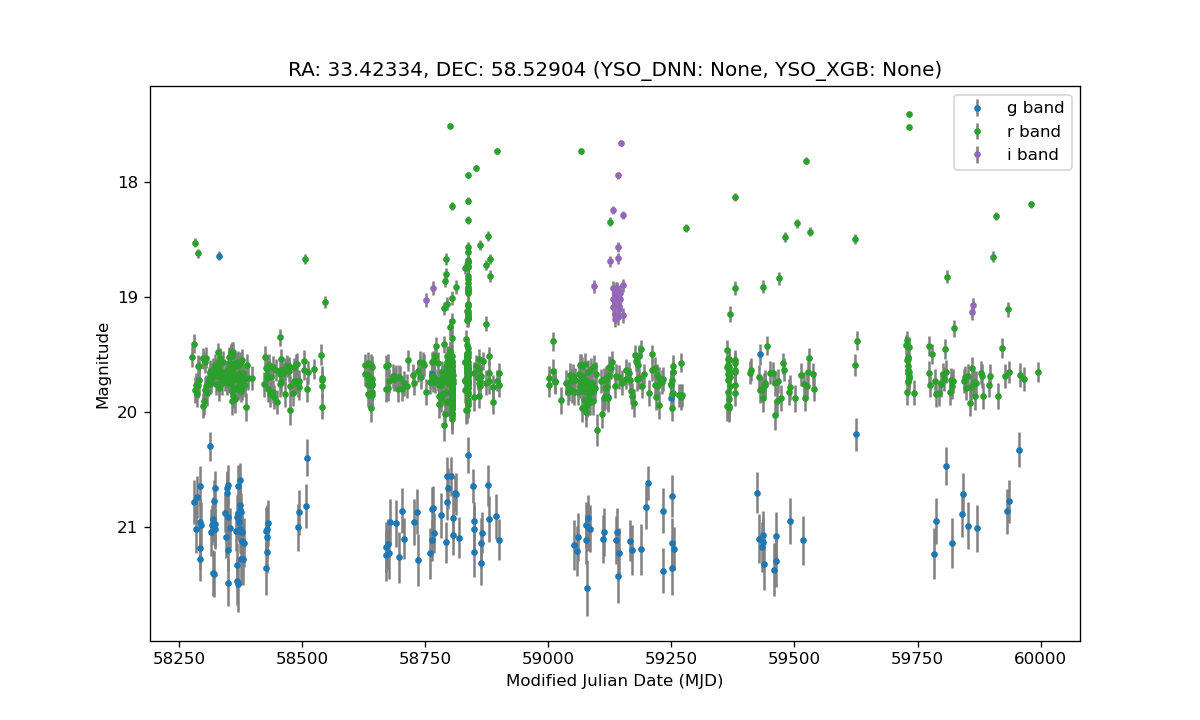 RA: 33.42334, DEC: 58.52904 (YSO_DNN: None, YSO_XGB: None)
g band
r band
i band
18
19
20
21
Magnitude
58250 58500 58750 59000 59250 59500 59750 60000
Modified Julian Date (MJD)